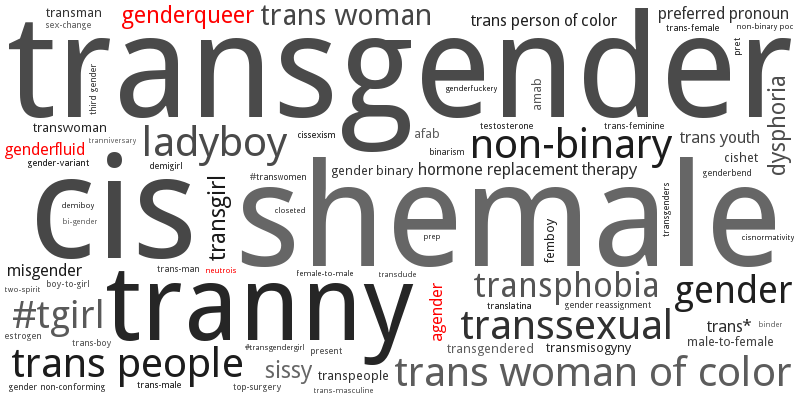 transman
genderqueer
trans woman
trans person of color
preferred pronoun
sex-change
trans-female
non-binary poc
transgender
third gender
genderfuckery
amab
pret
transwoman
tranniversary
ladyboy
cissexism
afab
testosterone
trans-feminine
non-binary
trans youth
dysphoria
genderfluid
gender-variant
demigirl
binarism
cishet
gender binary
hormone replacement therapy
genderbend
#transwomen
cis
transgirl
shemale
demiboy
bi-gender
closeted
prep
femboy
transgenders
cisnormativity
misgender
trans-man
neutrois
female-to-male
transdude
two-spirit
boy-to-girl
tranny
agender
transphobia
gender
#tgirl
translatina
gender reassignment
transsexual
trans*
binder
estrogen
trans-boy
#transgendergirl
present
transgendered
transmisogyny
male-to-female
trans people
sissy
transpeople
trans woman of color
gender non-conforming
trans-male
top-surgery
trans-masculine